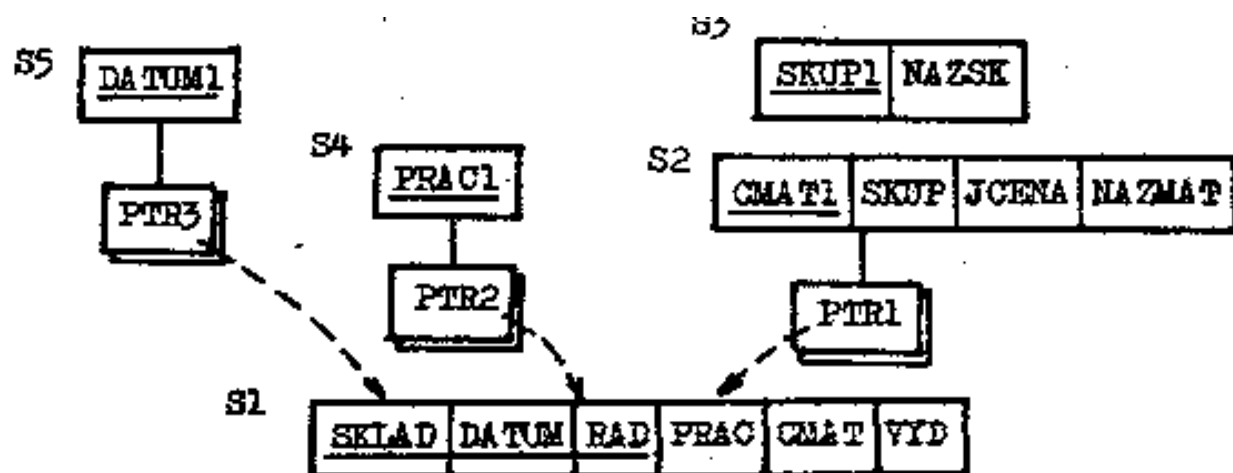 S3
S5 DATUM1 SKUP1 NAZSK
S4 PRAC1
S2 CMAT1 SKUP JCENA NAZMAT
PTR3
PTR2
PTR1
S1 SKLAD DATUM RAD PRAC CMAT VYD